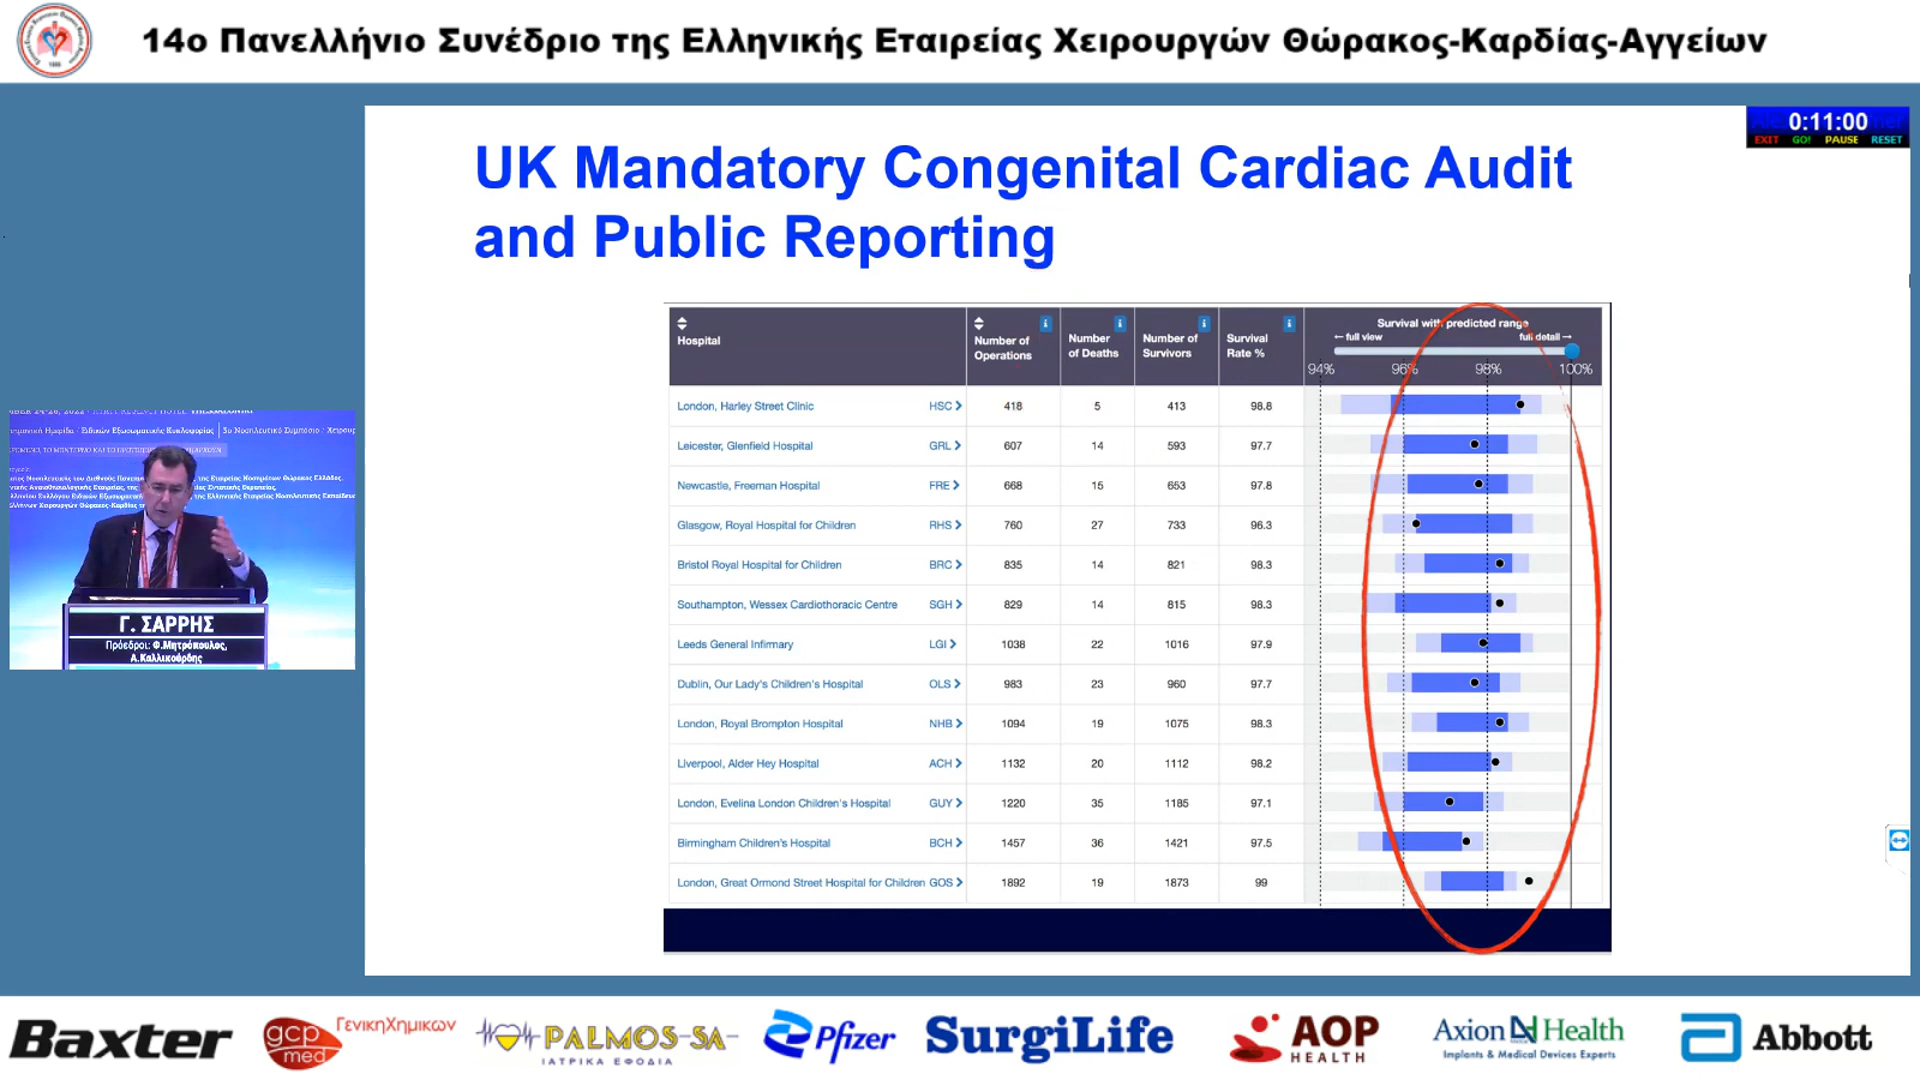 14ο Πανελλήνιο Συνέδριο της Ελληνικής Εταιρείας Χειρουργών Θώρακος-Καρδίας-Αγγείων
0:11:00
EXIT GO! PAUSE RESET
UK Mandatory Congenital Cardiac Audit
and Public Reporting
Hospital
Number of
Operations
Number
of Deaths
Number of
Survivors
Survival
Rate %
Survival with predicted range
← full view full detail →
94% 96% 98% 100%
London, Harley Street Clinic HSC 418 5 413 98.8
Leicester, Glenfield Hospital GRL 607 14 593 97.7
Newcastle, Freeman Hospital FRE 668 15 653 97.8
Glasgow, Royal Hospital for Children RHS 760 27 733 96.3
Bristol Royal Hospital for Children BRC 835 14 821 98.3
Southampton, Wessex Cardiothoracic Centre SGH 829 14 815 98.3
Leeds General Infirmary LGI 1038 22 1016 97.9
Dublin, Our Lady's Children's Hospital OLS 983 23 960 97.7
London, Royal Brompton Hospital NHB 1094 19 1075 98.3
Liverpool, Alder Hey Hospital ACH 1132 20 1112 98.2
London, Evelina London Children's Hospital GUY 1220 35 1185 97.1
Birmingham Children's Hospital BCH 1457 36 1421 97.5
London, Great Ormond Street Hospital for Children GOS 1892 19 1873 99
Γ. ΣΑΡΡΗΣ
Πρόεδροι: Φ.Μητρόπουλος,
Α.Καλλικούρδης
Baxter
gcp
med
ΓενικηΧημικων
PALMOS-SA
ΙΑΤΡΙΚΑ ΕΦΟΔΙΑ
Pfizer
SurgiLife
AOP
HEALTH
Axion Health
Implants & Medical Devices Experts
Abbott